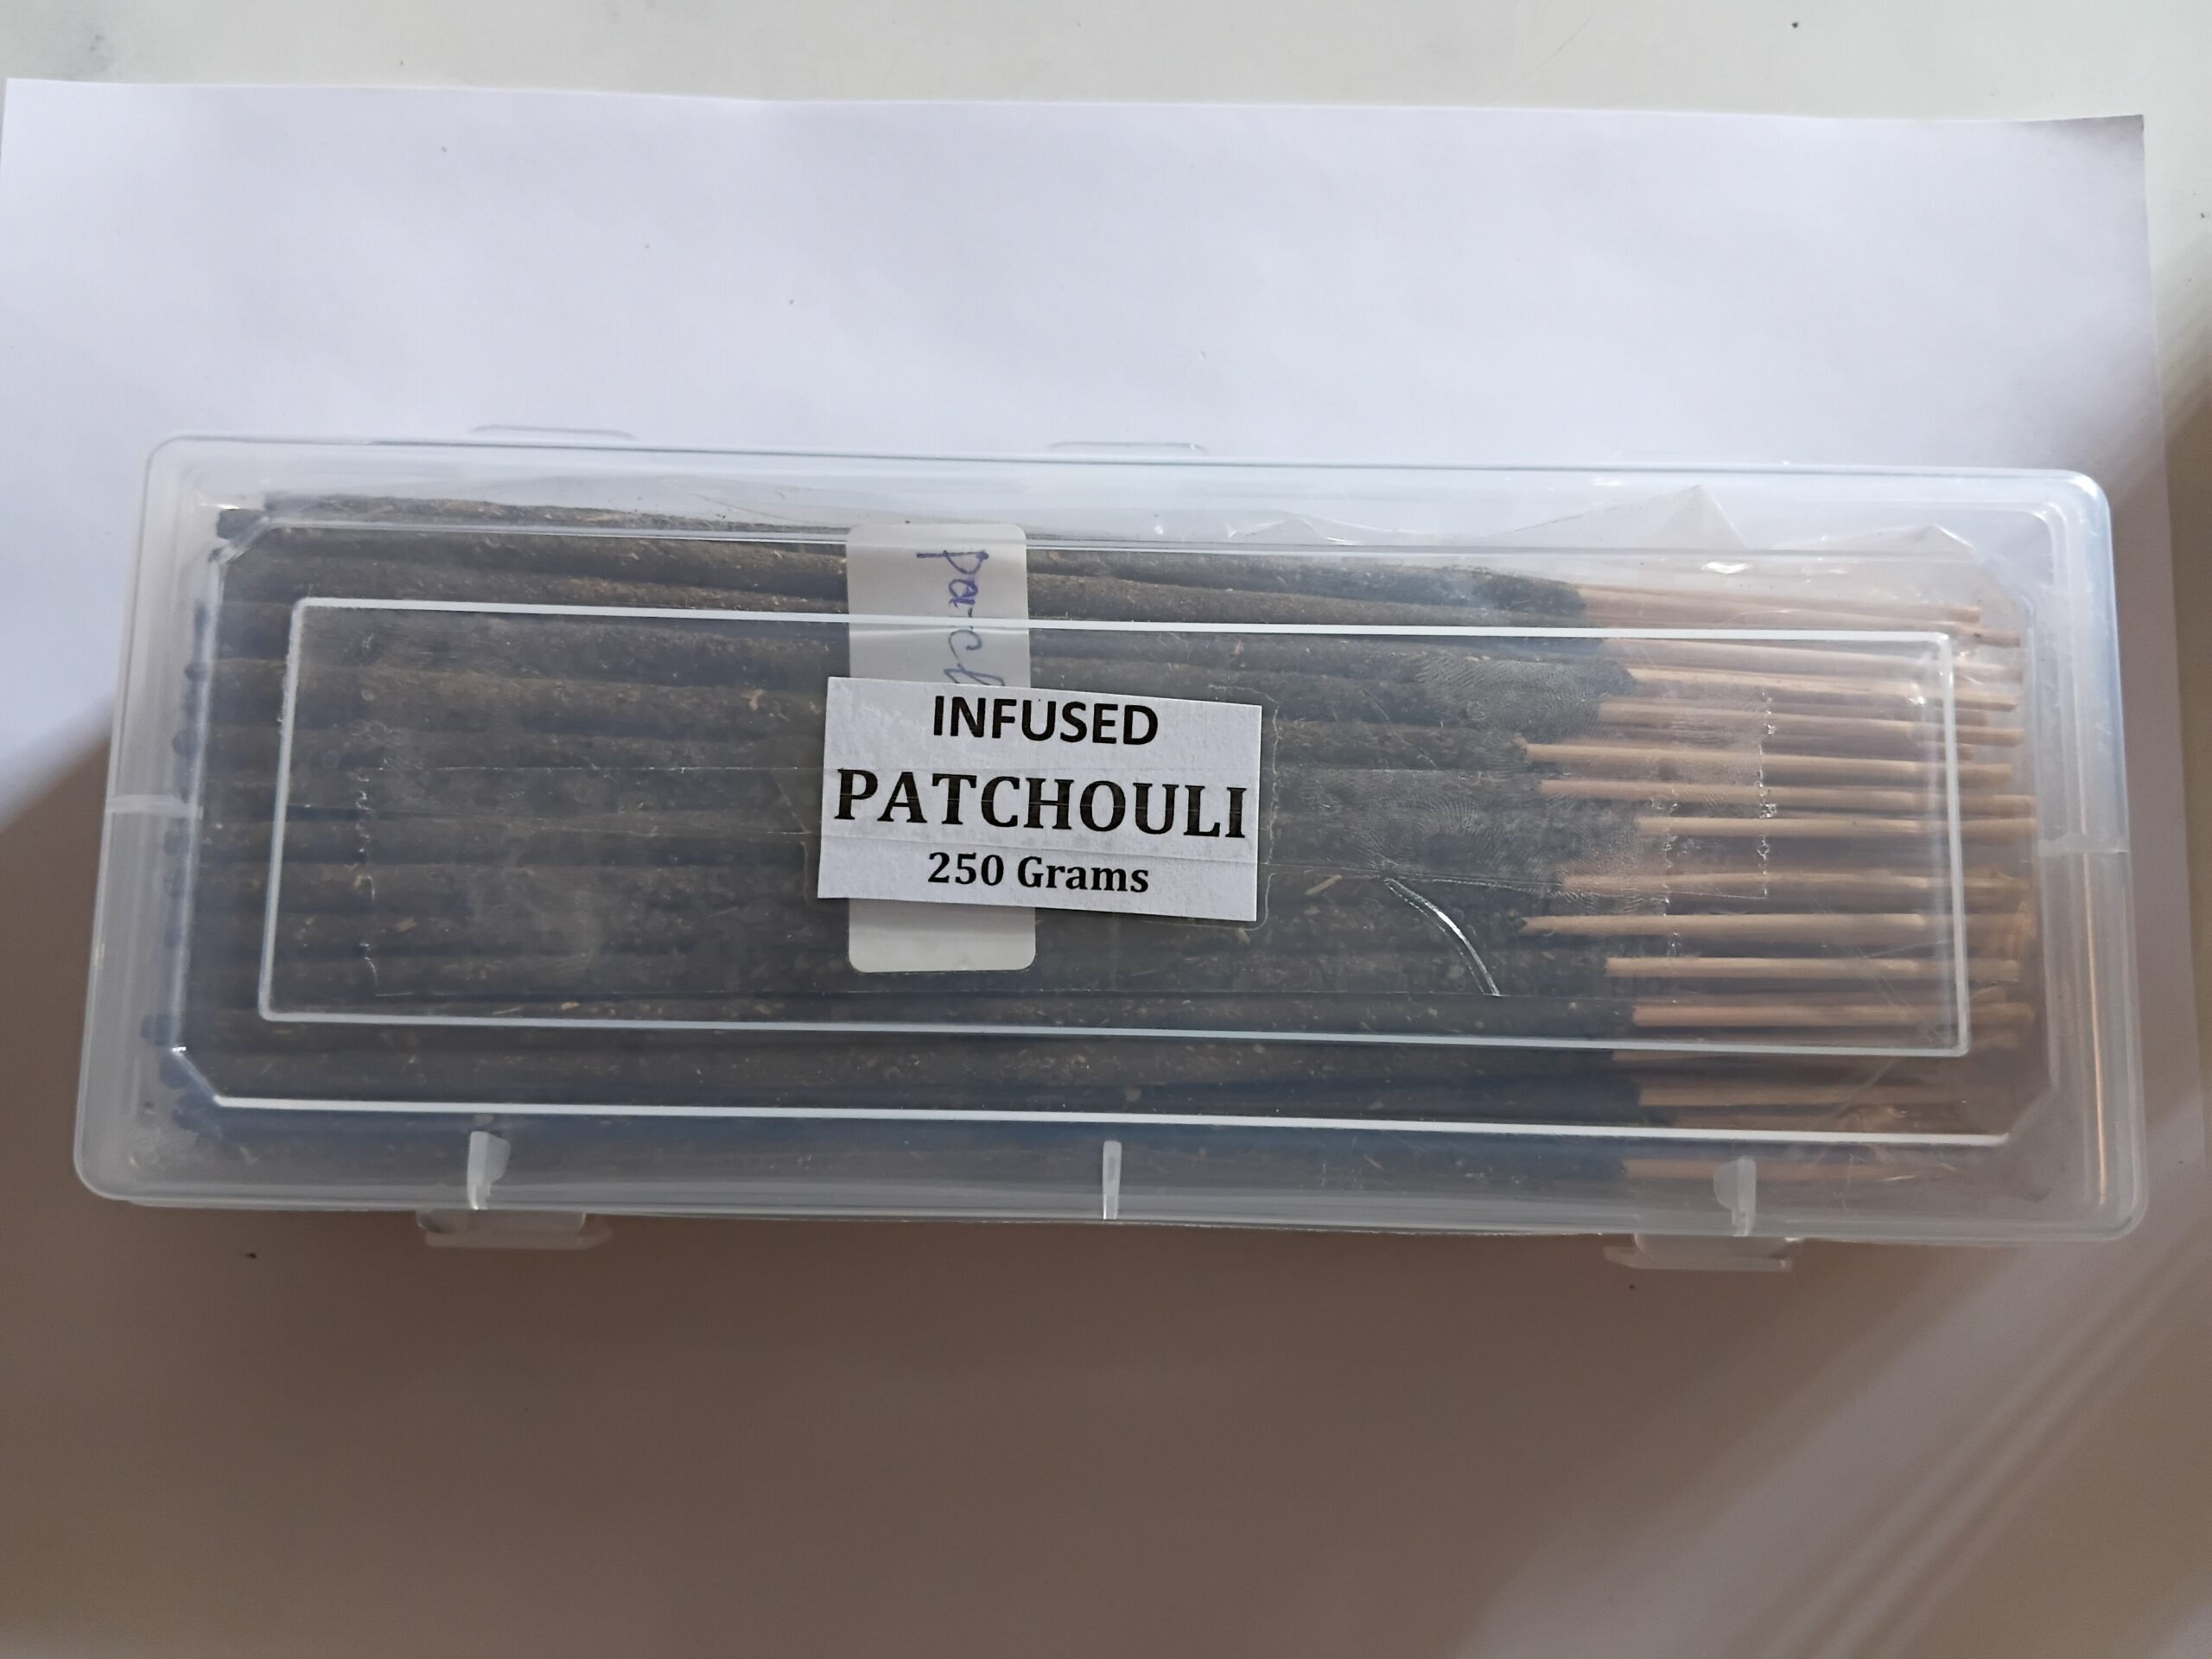 INFUSED
PATCHOULI
250 Grams